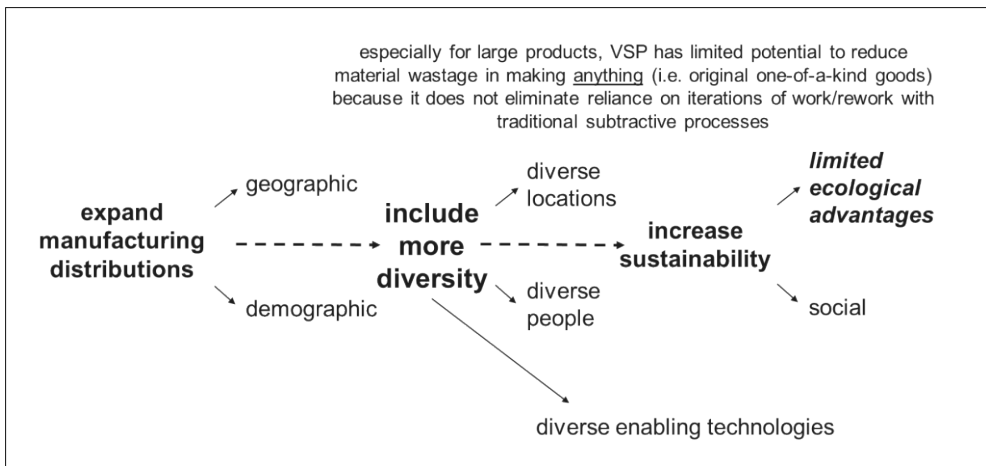 especially for large products, VSP has limited potential to reduce
material wastage in making anything (i.e. original one-of-a-kind goods)
because it does not eliminate reliance on iterations of work/rework with
traditional subtractive processes
expand
manufacturing
distributions
geographic
demographic
include
more
diversity
diverse
locations
diverse
people
diverse enabling technologies
increase
sustainability
limited
ecological
advantages
social